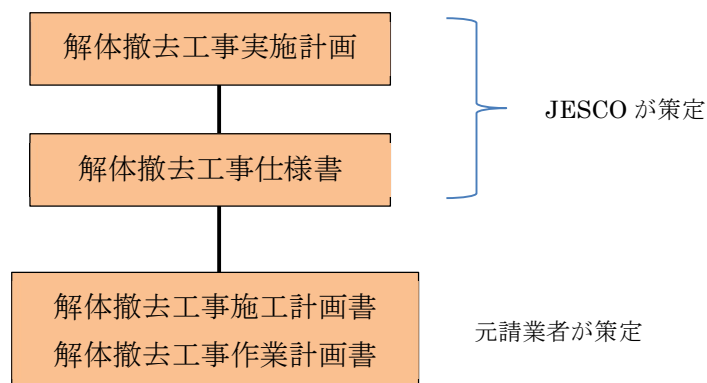 解体撤去工事実施計画
JESCO が策定
解体撤去工事仕様書
解体撤去工事施工計画書
解体撤去工事作業計画書
元請業者が策定